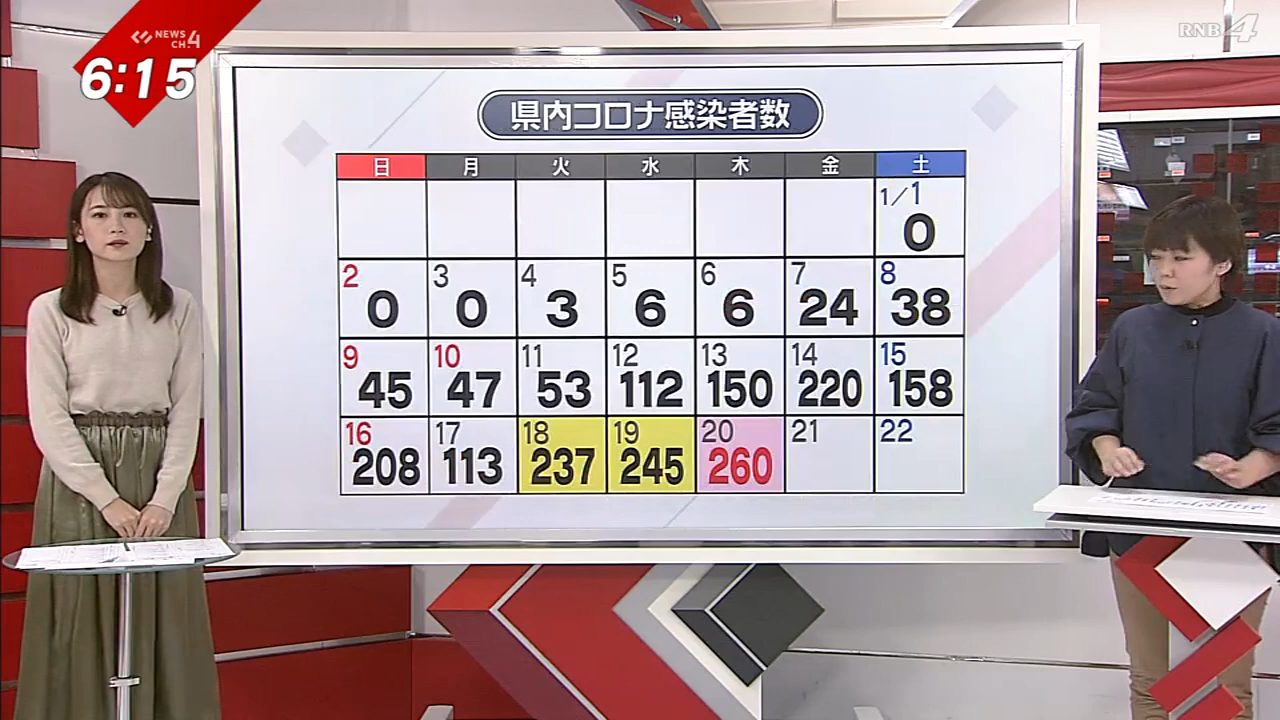 NEWS
CH.4
6:15
RNB 4
県内コロナ感染者数
日 月 火 水 木 金 土
1/1
0
2 3 4 5 6 7 8
0 0 3 6 6 24 38
9 10 11 12 13 14 15
45 47 53 112 150 220 158
16 17 18 19 20 21 22
208 113 237 245 260